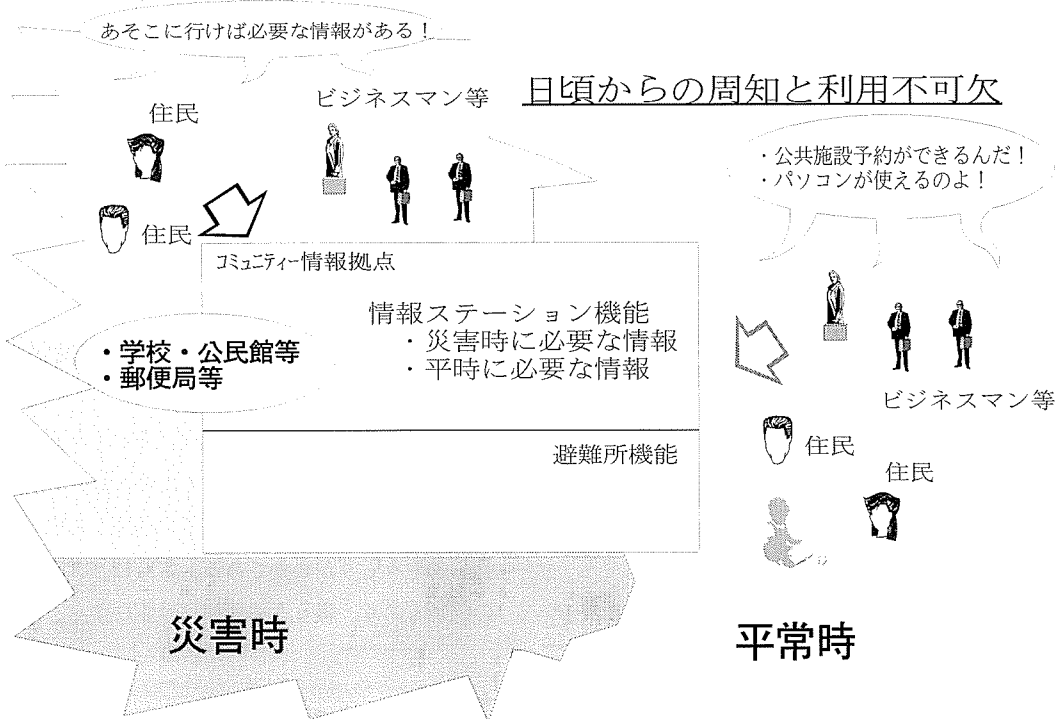 あそこに行けば必要な情報がある!
日頃からの周知と利用不可欠
住民
ビジネスマン等
住民
・公共施設予約ができるんだ!
・パソコンが使えるのよ!
コミュニティー情報拠点
情報ステーション機能
・災害時に必要な情報
・平時に必要な情報
・学校・公民館等
・郵便局等
避難所機能
ビジネスマン等
住民
住民
災害時
平常時